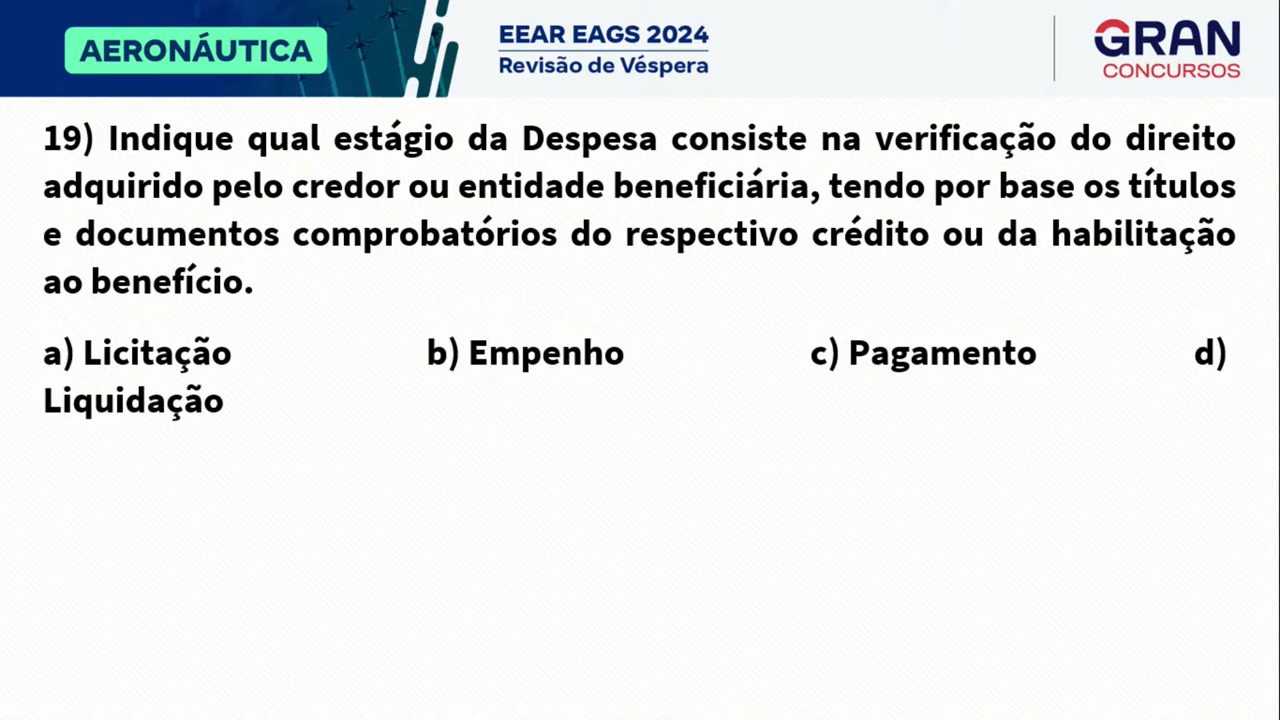 AERONÁUTICA
EEAR EAGS 2024
Revisão de Véspera
GRAN
CONCURSOS
19) Indique qual estágio da Despesa consiste na verificação do direito
adquirido pelo credor ou entidade beneficiária, tendo por base os títulos
e documentos comprobatórios do respectivo crédito ou da habilitação
ao benefício.
a) Licitação b) Empenho c) Pagamento d)
Liquidação